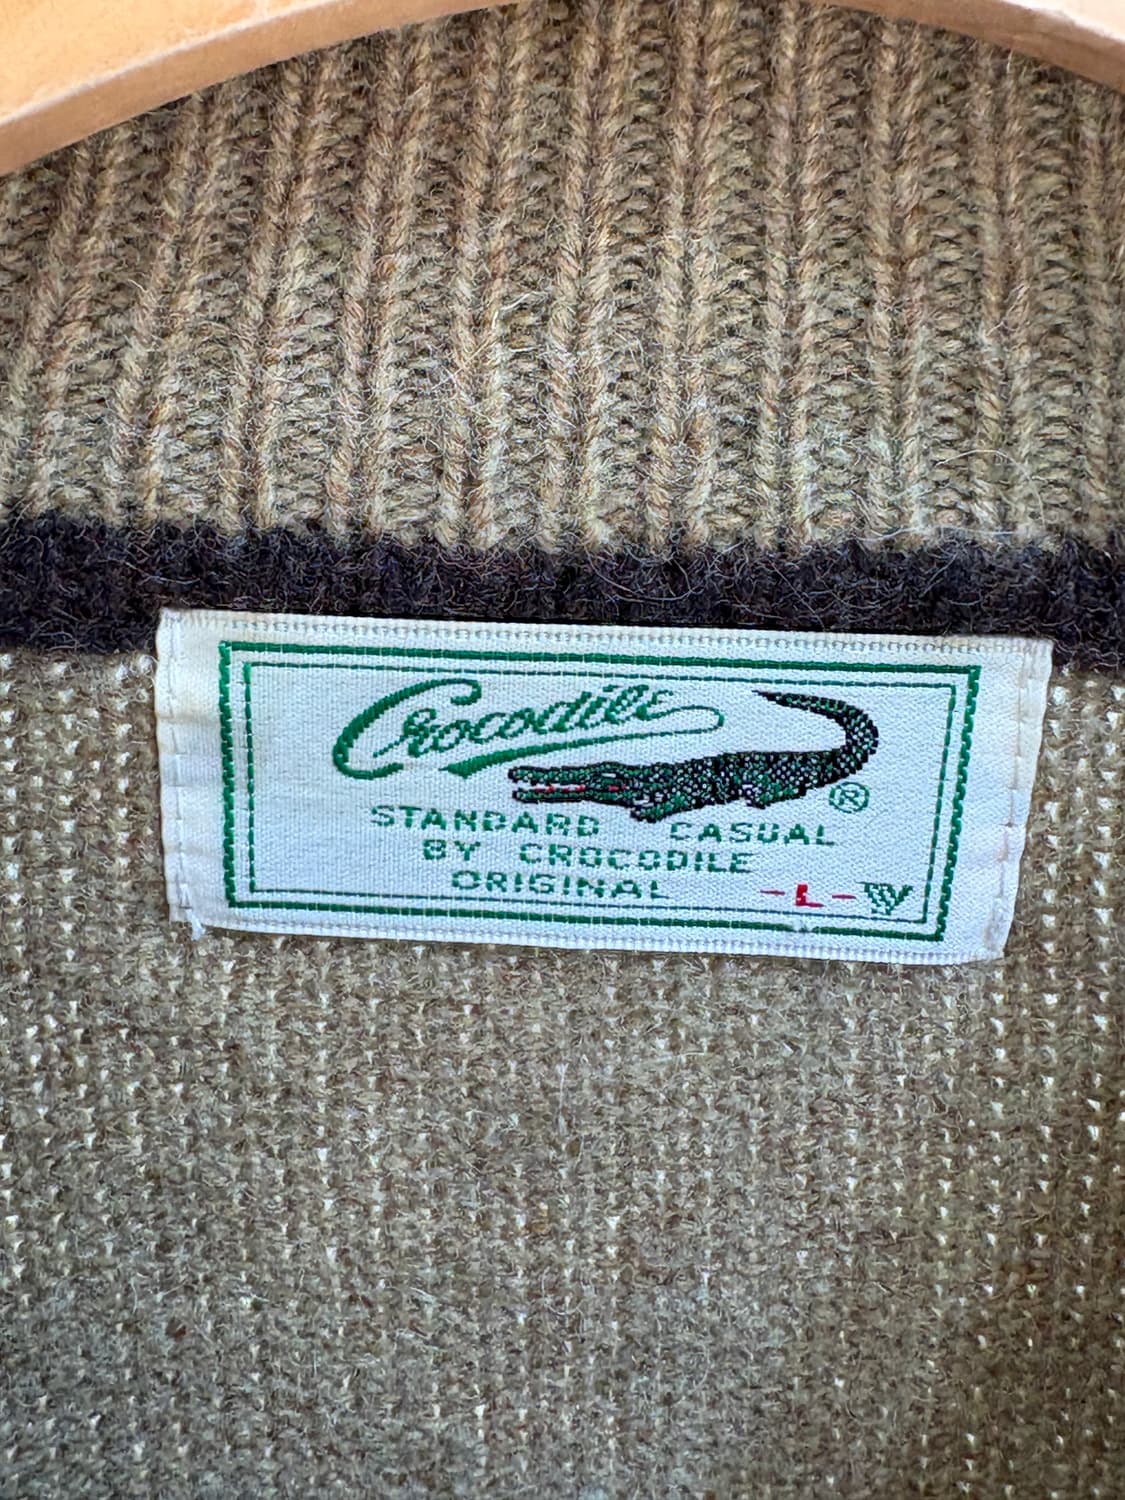 Crocodile
®
STANDARD CASUAL
BY CROCODILE
ORIGINAL
-L-